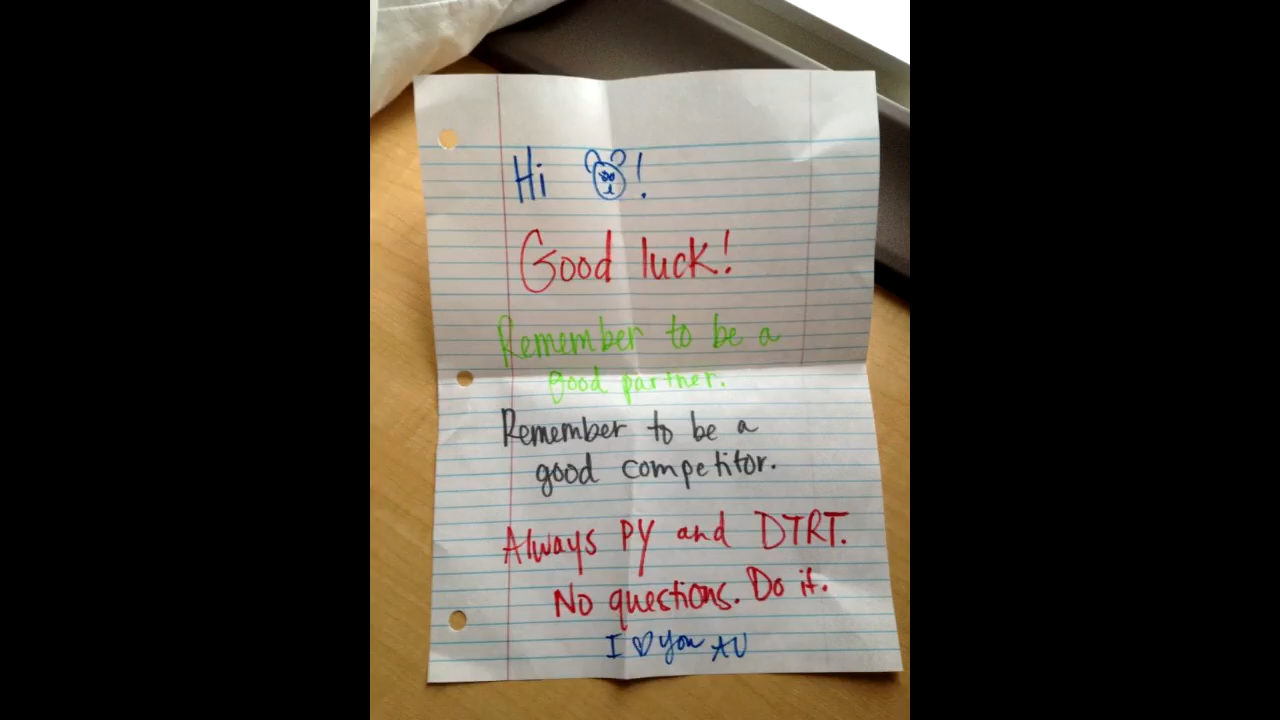 Hi !
Good luck!
Remember to be a
good partner.
Remember to be a
good competitor.
Always PY and DTRT.
No questions. Do it.
I ♡ you AU